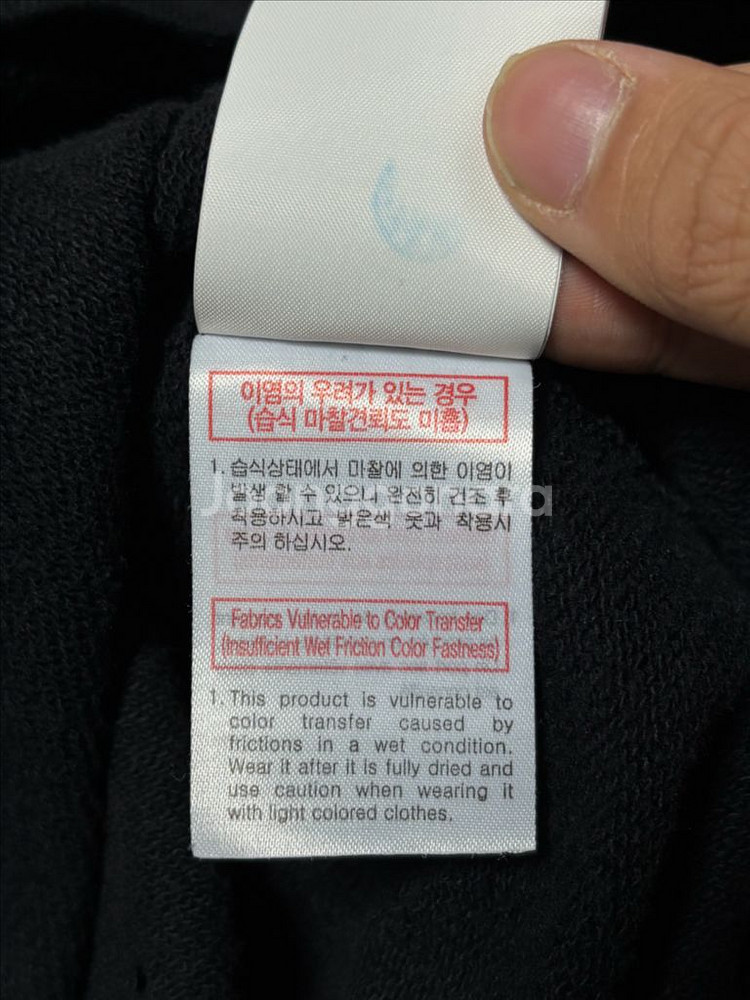 이염의 우려가 있는 경우
(습식 마찰견뢰도 미흡)
1. 습식상태에서 마찰에 의한 이염이
발생 할 수 있으니 완전히 건조 후
착용하시고 밝은색 옷과 착용시
주의 하십시오.
Fabrics Vulnerable to Color Transfer
(Insufficient Wet Friction Color Fastness)
1. This product is vulnerable to
color transfer caused by
frictions in a wet condition.
Wear it after it is fully dried and
use caution when wearing it
with light colored clothes.